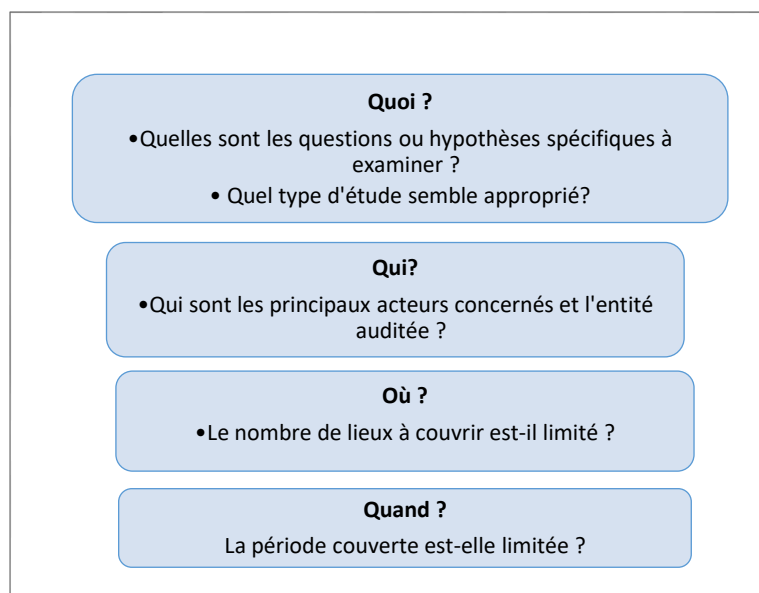 Quoi ?
•Quelles sont les questions ou hypothèses spécifiques à
examiner ?
• Quel type d'étude semble approprié?
Qui?
•Qui sont les principaux acteurs concernés et l'entité
auditée ?
Où ?
•Le nombre de lieux à couvrir est-il limité ?
Quand ?
La période couverte est-elle limitée ?